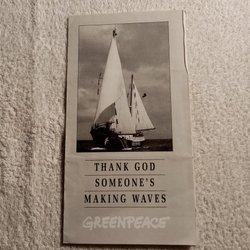 THANK GOD
SOMEONE'S
MAKING WAVES
GREENPEACE